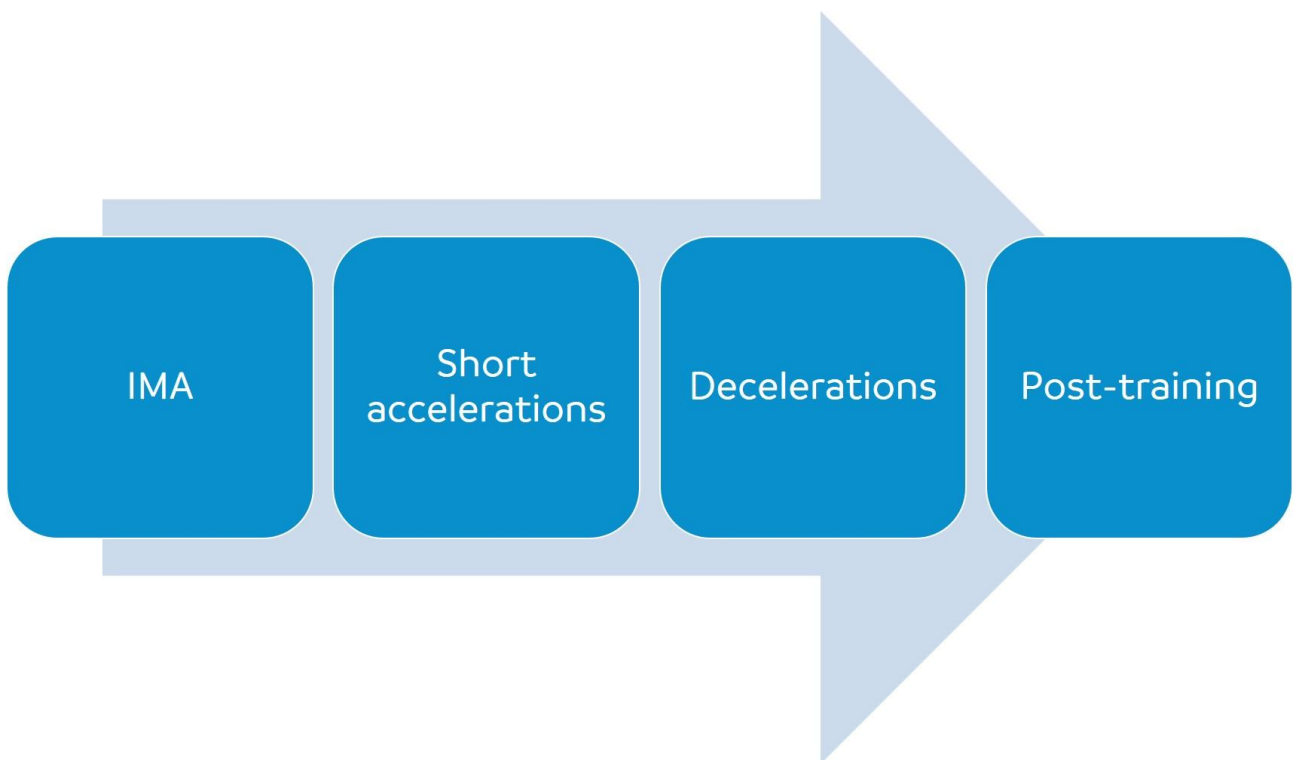 IMA
Short
accelerations
Decelerations
Post-training